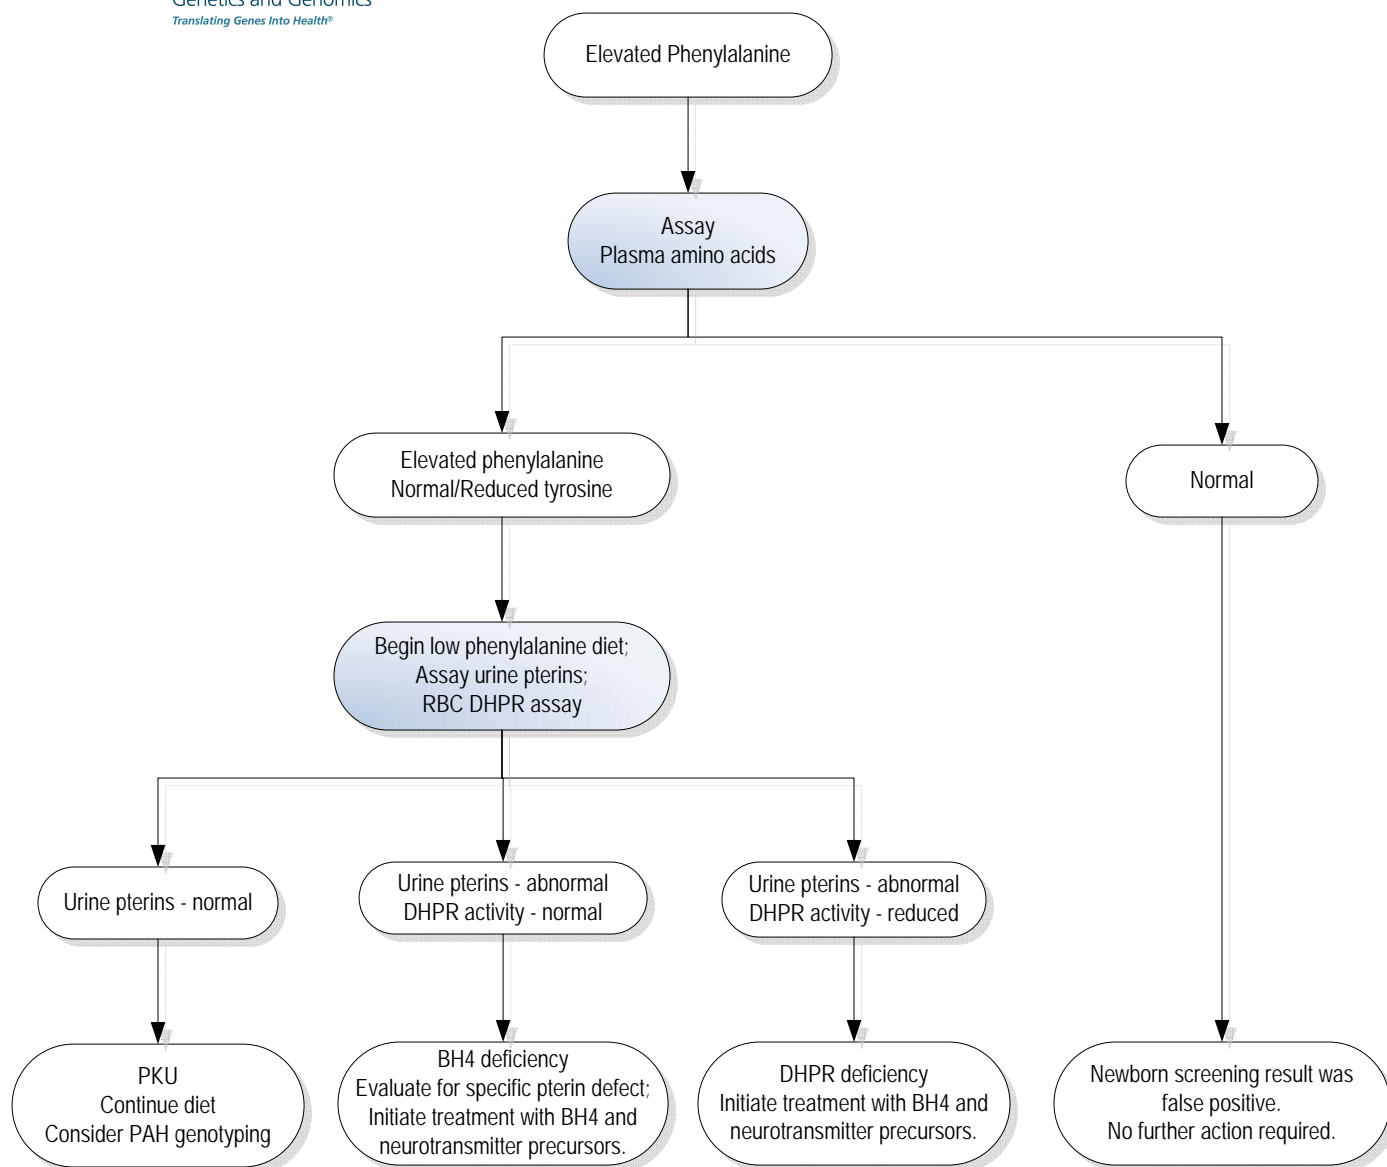 Genetics and Genomics
Translating Genes Into Health®
Elevated Phenylalanine
Assay
Plasma amino acids
Elevated phenylalanine
Normal/Reduced tyrosine
Normal
Begin low phenylalanine diet;
Assay urine pterins;
RBC DHPR assay
Urine pterins - normal
Urine pterins - abnormal
DHPR activity - normal
Urine pterins - abnormal
DHPR activity - reduced
PKU
Continue diet
Consider PAH genotyping
BH4 deficiency
Evaluate for specific pterin defect;
Initiate treatment with BH4 and
neurotransmitter precursors.
DHPR deficiency
Initiate treatment with BH4 and
neurotransmitter precursors.
Newborn screening result was
false positive.
No further action required.